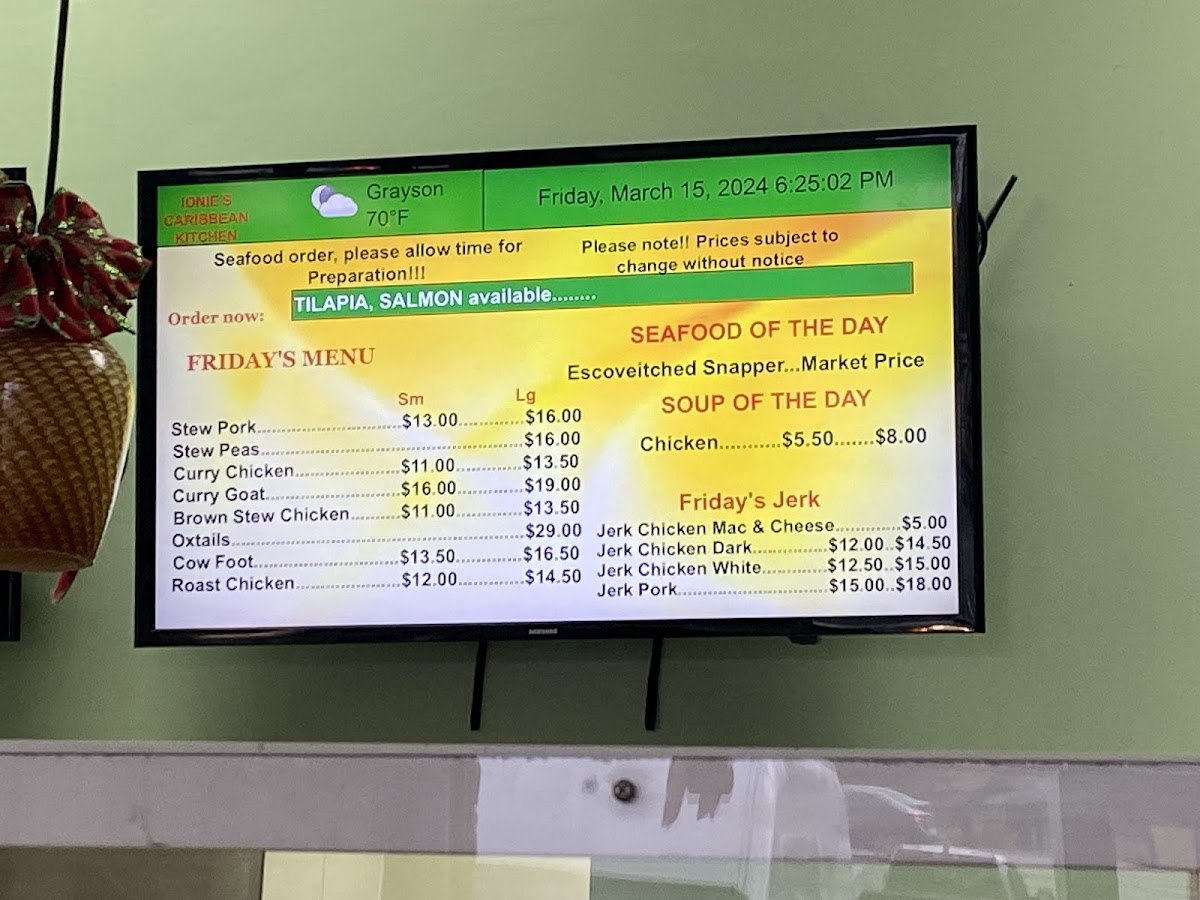 IONIE'S
CARIBBEAN
KITCHEN
Grayson
70°F
Friday, March 15, 2024 6:25:02 PM
Seafood order, please allow time for
Preparation!!!
Please note!! Prices subject to
change without notice
Order now:
TILAPIA, SALMON available........
FRIDAY'S MENU
Sm Lg
Stew Pork..............................$13.00.............$16.00
Stew Peas.......................................................$16.00
Curry Chicken......................$11.00.............$13.50
Curry Goat............................$16.00.............$19.00
Brown Stew Chicken..........$11.00.............$13.50
Oxtails.............................................................$29.00
Cow Foot..............................$13.50.............$16.50
Roast Chicken......................$12.00.............$14.50
SEAFOOD OF THE DAY
Escoveitched Snapper...Market Price
SOUP OF THE DAY
Chicken..........$5.50.......$8.00
Friday's Jerk
Jerk Chicken Mac & Cheese..............$5.00
Jerk Chicken Dark................$12.00..$14.50
Jerk Chicken White..............$12.50..$15.00
Jerk Pork................................$15.00..$18.00
SAMSUNG